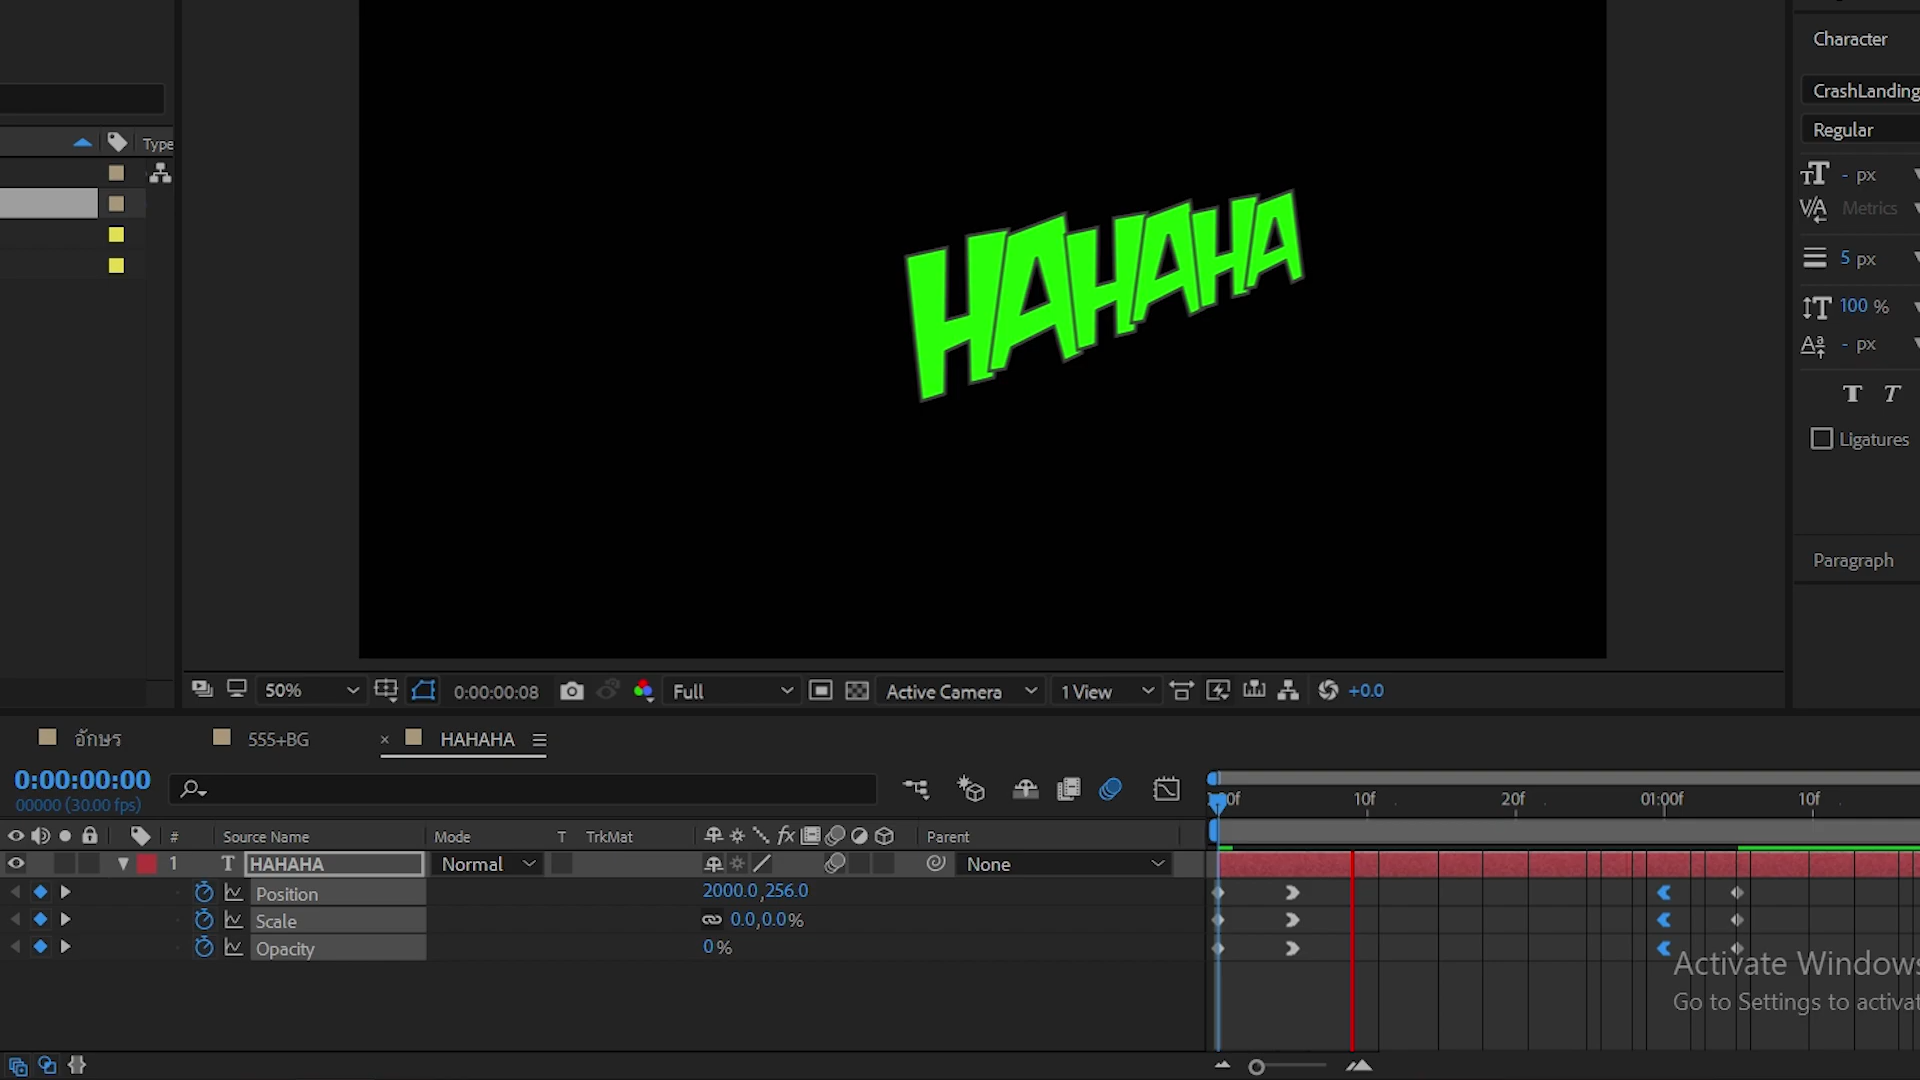 Character
CrashLanding
Type
Regular
- px
Metrics
5 px
100 %
- px
T T
Ligatures
Paragraph
HAHAHA
50%
0:00:00:08
Full
Active Camera
1 View
+0.0
อักษร
555+BG
HAHAHA
0:00:00:00
00000 (30.00 fps)
10f
20f
01:00f
10f
#
Source Name
Mode
T
TrkMat
Parent
1
T
HAHAHA
Normal
None
Position
2000.0,256.0
Scale
0.0,0.0%
Opacity
0%
Activate Windows
Go to Settings to activat